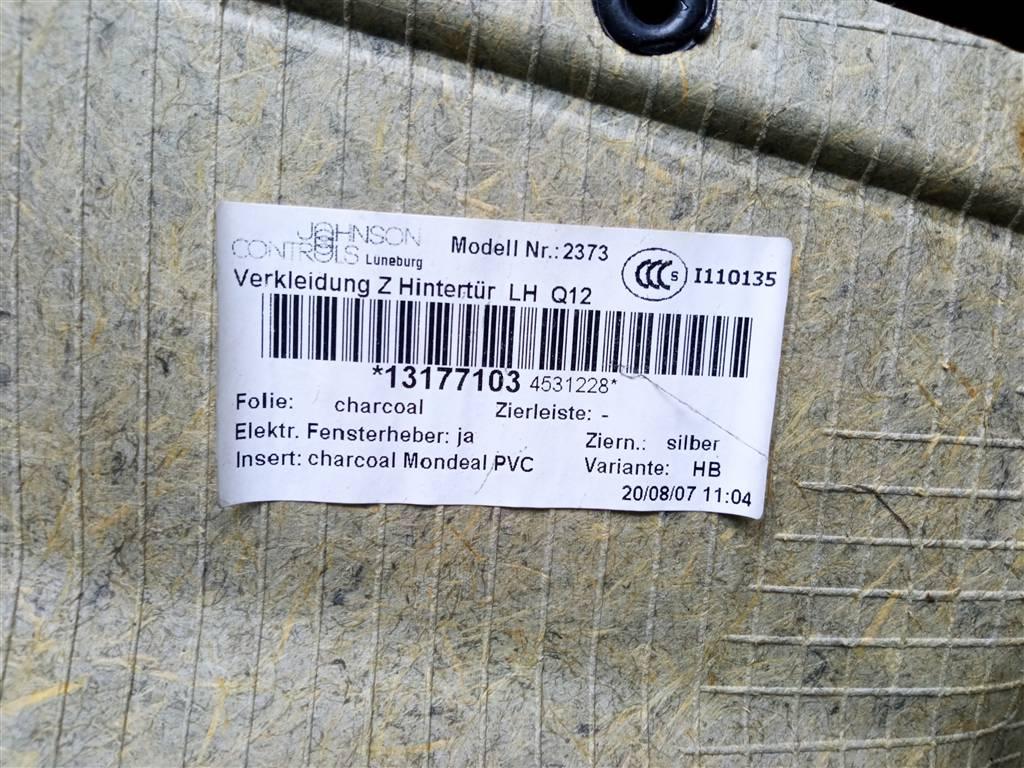 JOHNSON
CONTROLS Lüneburg
Modell Nr.: 2373
CCC S I110135
Verkleidung Z Hintertür LH Q12
*13177103 4531228*
Folie: charcoal Zierleiste: -
Elektr. Fensterheber: ja Ziern.: silber
Insert: charcoal Mondeal PVC Variante: HB
20/08/07 11:04